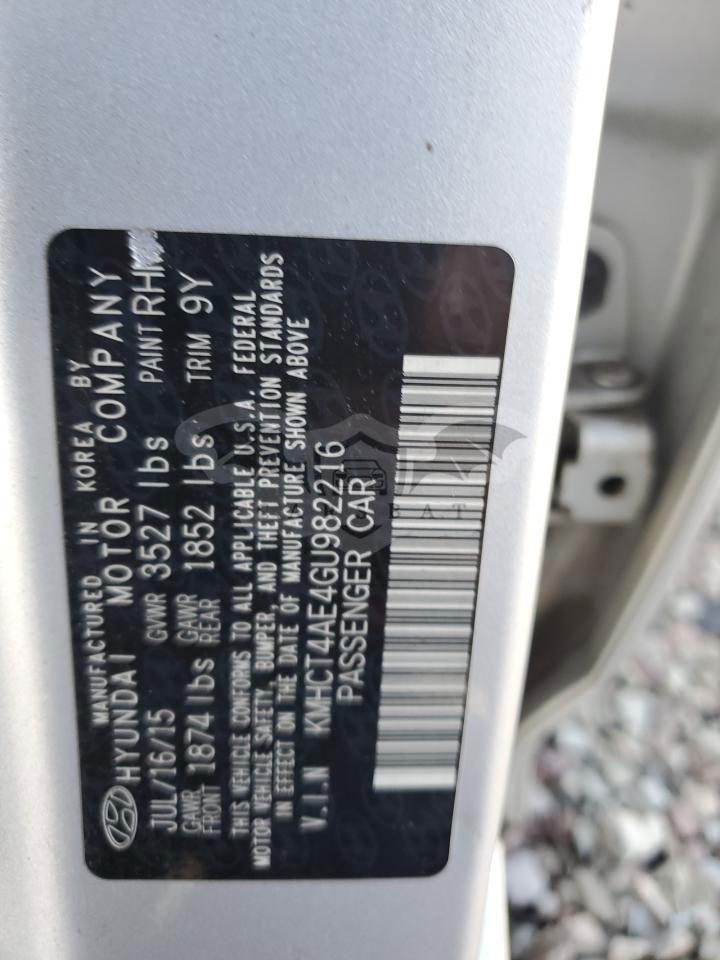 MANUFACTURED IN KOREA BY
HYUNDAI MOTOR COMPANY
JUL/16/15 GVWR 3527 lbs PAINT
GAWR FRONT 1874 lbs GAWR REAR 1852 lbs TRIM 9Y
THIS VEHICLE CONFORMS TO ALL APPLICABLE U.S.A. FEDERAL
MOTOR VEHICLE SAFETY, BUMPER, AND THEFT PREVENTION STANDARDS
IN EFFECT ON THE DATE OF MANUFACTURE SHOWN ABOVE
V.I.N KMHCT4AE4GU982216
PASSENGER CAR